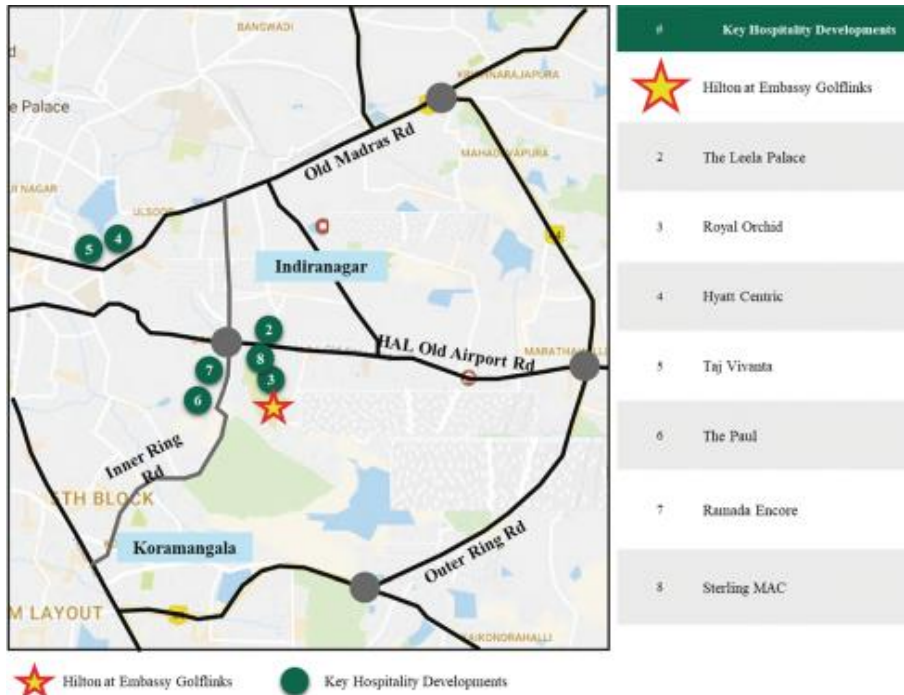 BANGWADI
d
KRISHNARAJAPURA
e Palace
Old Madras Rd
MAHADEVAPURA
NAGAR
ULSOOR
5
4
Indiranagar
2
HAL Old Airport Rd
8
7
3
6
Inner Ring
Rd
5TH BLOCK
Koramangala
Outer Ring Rd
M LAYOUT
KAIKONDRAHALLI
# Key Hospitality Developments
Hilton at Embassy Golflinks
2 The Leela Palace
3 Royal Orchid
4 Hyatt Centric
5 Taj Vivanta
6 The Paul
7 Ramada Encore
8 Sterling MAC
Hilton at Embassy Golflinks
Key Hospitality Developments